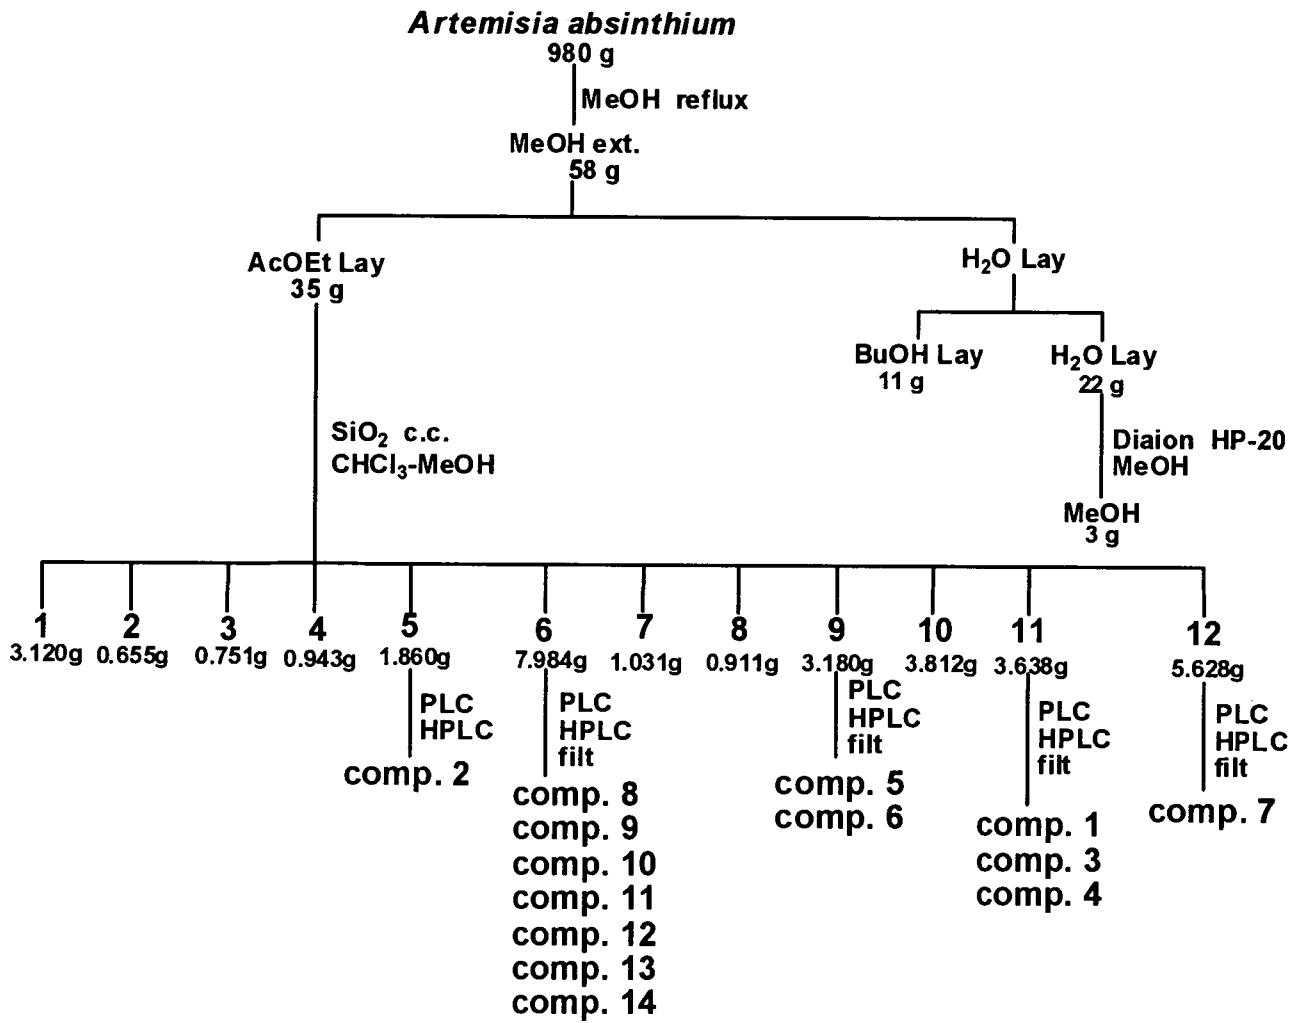 Artemisia absinthium
980 g
MeOH reflux
MeOH ext.
58 g
AcOEt Lay
35 g
H₂O Lay
BuOH Lay
11 g
H₂O Lay
22 g
SiO₂ c.c.
CHCl₃-MeOH
Diaion HP-20
MeOH
MeOH
3 g
1
3.120g
2
0.655g
3
0.751g
4
0.943g
5
1.860g
6
7.984g
7
1.031g
8
0.911g
9
3.180g
10
3.812g
11
3.638g
12
5.628g
PLC
HPLC
comp. 2
PLC
HPLC
filt
comp. 8
comp. 9
comp. 10
comp. 11
comp. 12
comp. 13
comp. 14
PLC
HPLC
filt
comp. 5
comp. 6
PLC
HPLC
filt
comp. 1
comp. 3
comp. 4
PLC
HPLC
filt
comp. 7